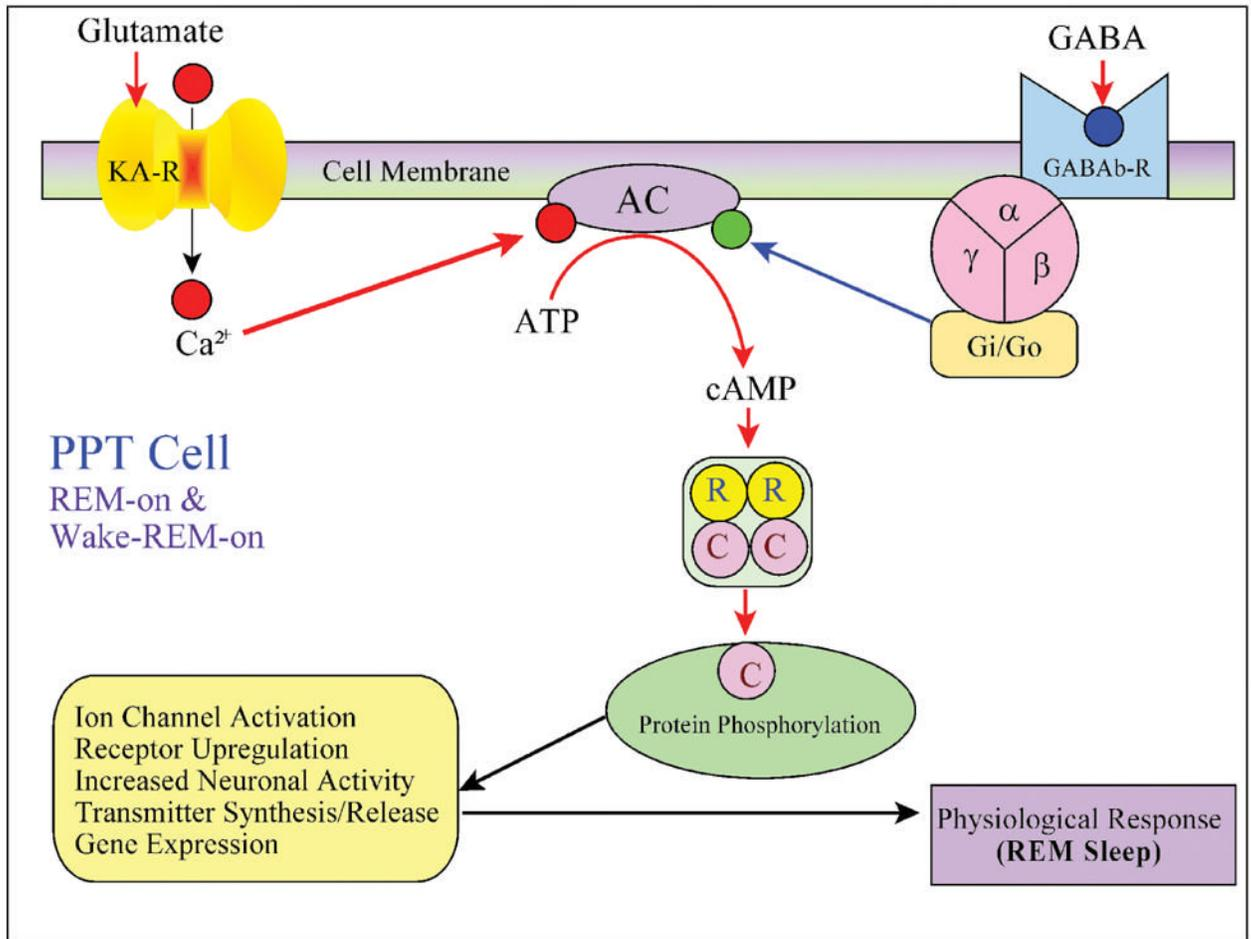 Glutamate
GABA
KA-R
Cell Membrane
GABAb-R
AC
α
γ
β
Ca²⁺
ATP
Gi/Go
cAMP
PPT Cell
REM-on &
Wake-REM-on
R R
C C
C
Protein Phosphorylation
Ion Channel Activation
Receptor Upregulation
Increased Neuronal Activity
Transmitter Synthesis/Release
Gene Expression
Physiological Response
(REM Sleep)